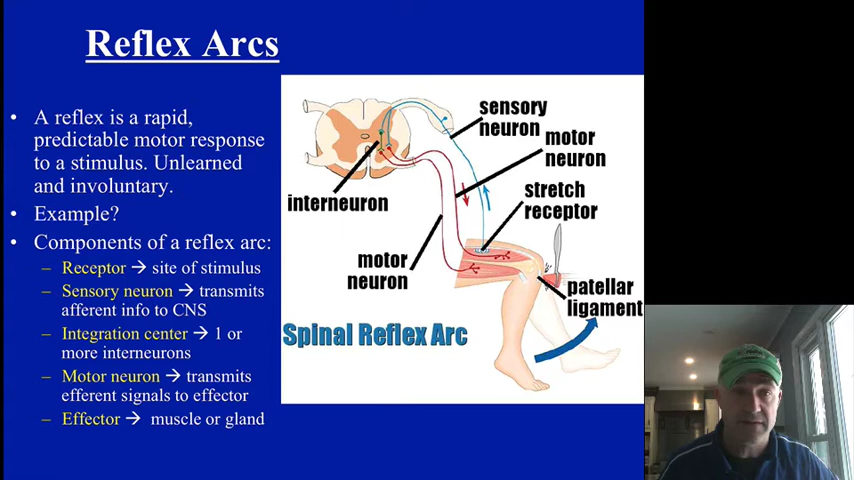 Reflex Arcs
• A reflex is a rapid,
predictable motor response
to a stimulus. Unlearned
and involuntary.
• Example?
• Components of a reflex arc:
– Receptor → site of stimulus
– Sensory neuron → transmits
afferent info to CNS
– Integration center → 1 or
more interneurons
– Motor neuron → transmits
efferent signals to effector
– Effector → muscle or gland
sensory
neuron
motor
neuron
interneuron
stretch
receptor
motor
neuron
patellar
ligament
Spinal Reflex Arc